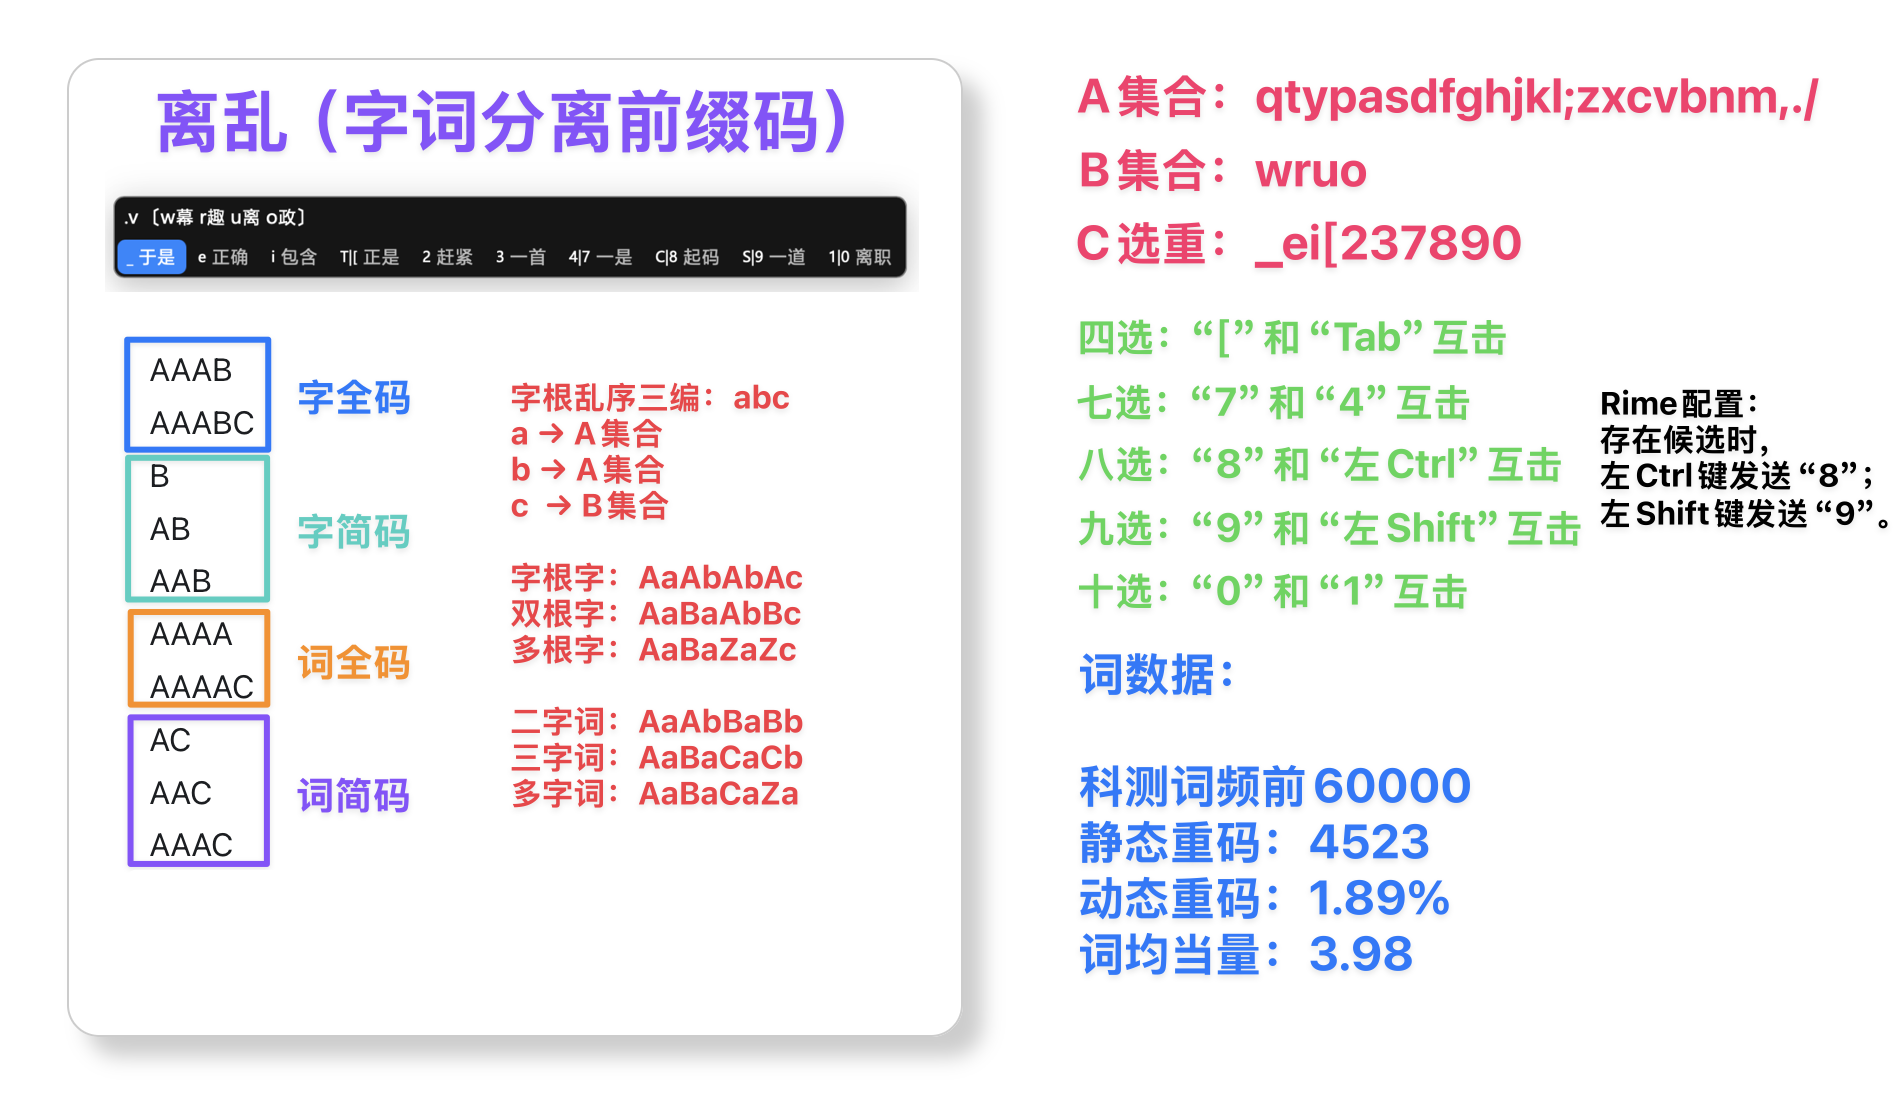 离乱（字词分离前缀码）
.v〔w幕 r趣 u离 o政〕
_ 于是 e 正确 i 包含 T|[ 正是 2 赶紧 3 一首 4|7 一是 C|8 起码 S|9 一道 1|0 离职
AAAB
AAABC
字全码
B
AB
AAB
字简码
AAAA
AAAAC
词全码
AC
AAC
AAAC
词简码
字根乱序三编：abc
a → A集合
b → A集合
c → B集合
字根字：AaAbAbAc
双根字：AaBaAbBc
多根字：AaBaZaZc
二字词：AaAbBaBb
三字词：AaBaCaCb
多字词：AaBaCaZa
A集合：qtypasdfghjkl;zxcvbnm,./
B集合：wruo
C选重：_ei[237890
四选：“[”和“Tab”互击
七选：“7”和“4”互击
八选：“8”和“左Ctrl”互击
九选：“9”和“左Shift”互击
十选：“0”和“1”互击
Rime配置：
存在候选时，
左Ctrl键发送“8”；
左Shift键发送“9”。
词数据：
科测词频前60000
静态重码：4523
动态重码：1.89%
词均当量：3.98